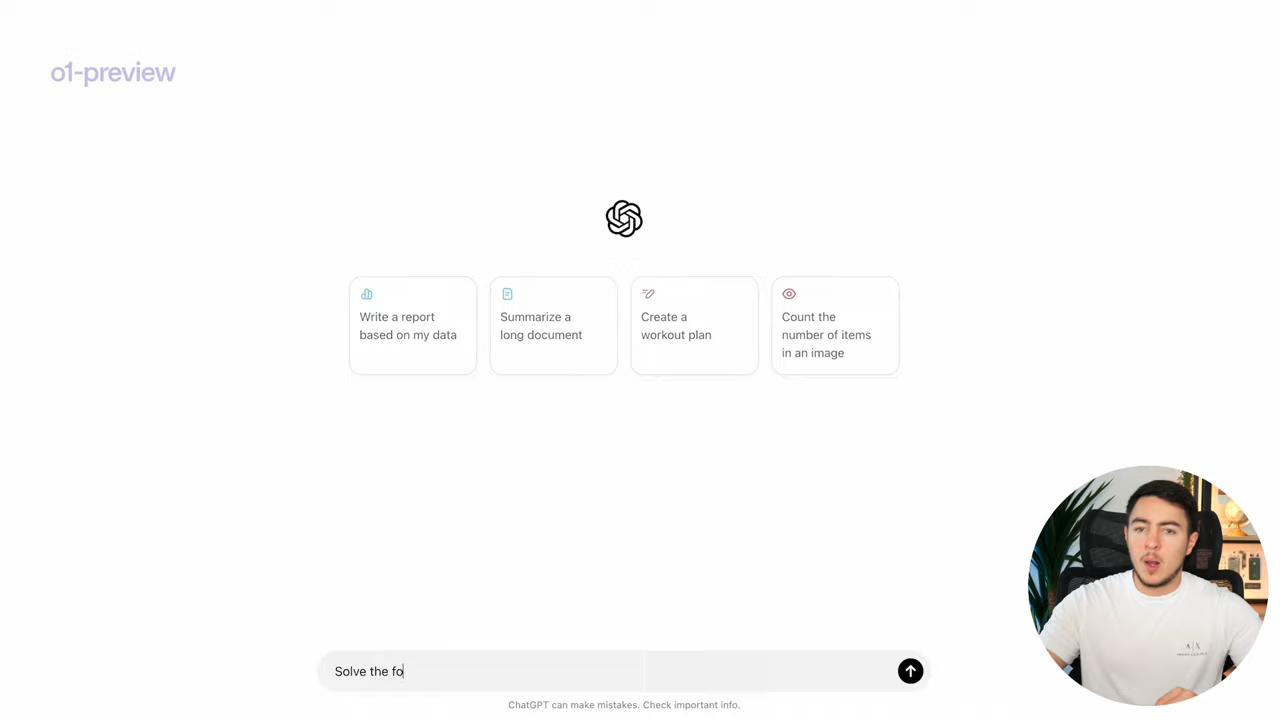 o1-preview
Write a report
based on my data
Summarize a
long document
Create a
workout plan
Count the
number of items
in an image
Solve the fo
ChatGPT can make mistakes. Check important info.
A|X